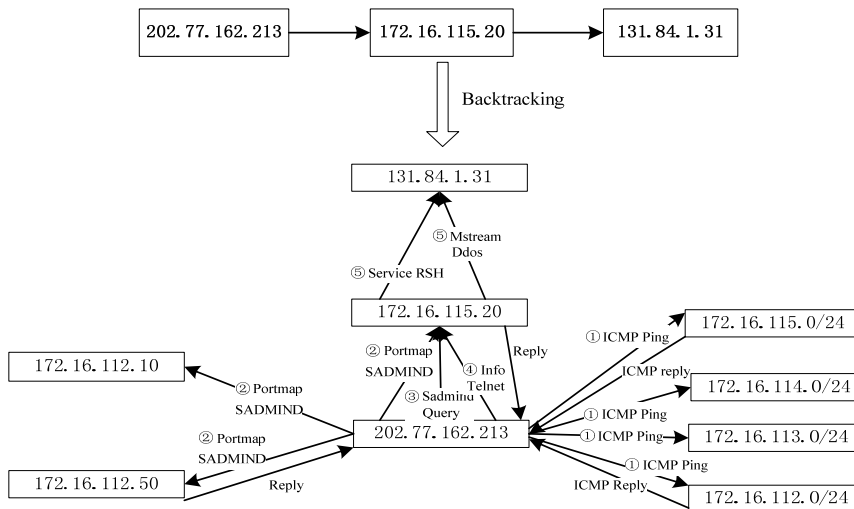 202.77.162.213
172.16.115.20
131.84.1.31
Backtracking
131.84.1.31
⑤ Mstream
Ddos
⑤ Service RSH
172.16.115.20
172.16.115.0/24
① ICMP Ping
ICMP reply
② Portmap
SADMIND
④ Info
Telnet
Reply
172.16.112.10
172.16.114.0/24
② Portmap
SADMIND
③ Sadmind
Query
① ICMP Ping
202.77.162.213
① ICMP Ping
172.16.113.0/24
② Portmap
SADMIND
① ICMP Ping
172.16.112.50
Reply
ICMP Reply
172.16.112.0/24